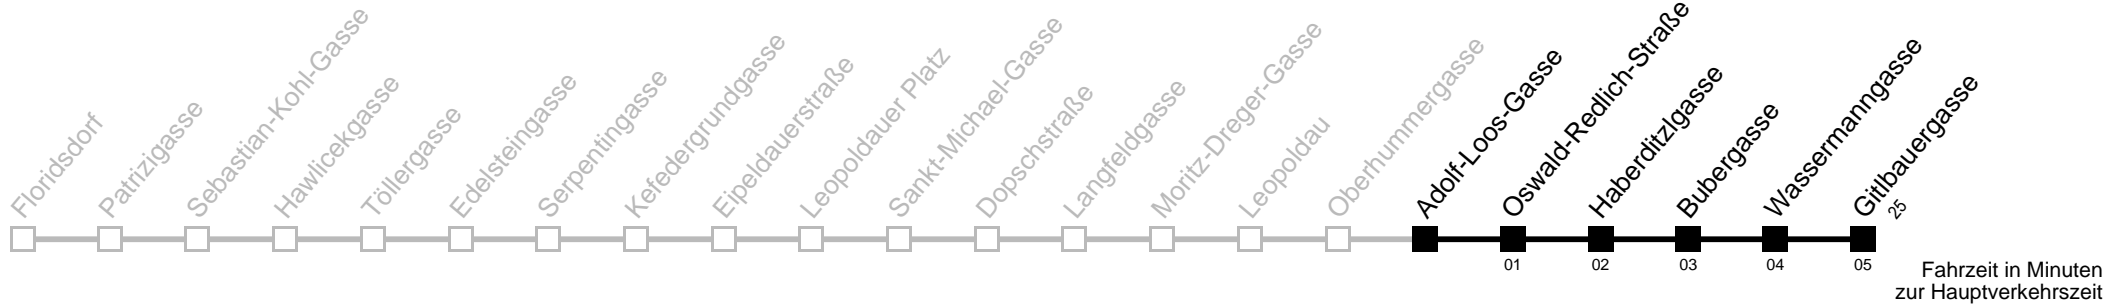 Floridsdorf
Patrizigasse
Sebastian-Kohl-Gasse
Hawlicekgasse
Töllergasse
Edelsteingasse
Serpentingasse
Kefedergrundgasse
Eipeldauerstraße
Leopoldauer Platz
Sankt-Michael-Gasse
Dopschstraße
Langfeldgasse
Moritz-Dreger-Gasse
Leopoldau
Oberhummergasse
Adolf-Loos-Gasse
Oswald-Redlich-Straße
Haberditzlgasse
Bubergasse
Wassermanngasse
Gitlbauergasse
25
01 02 03 04 05
Fahrzeit in Minuten
zur Hauptverkehrszeit